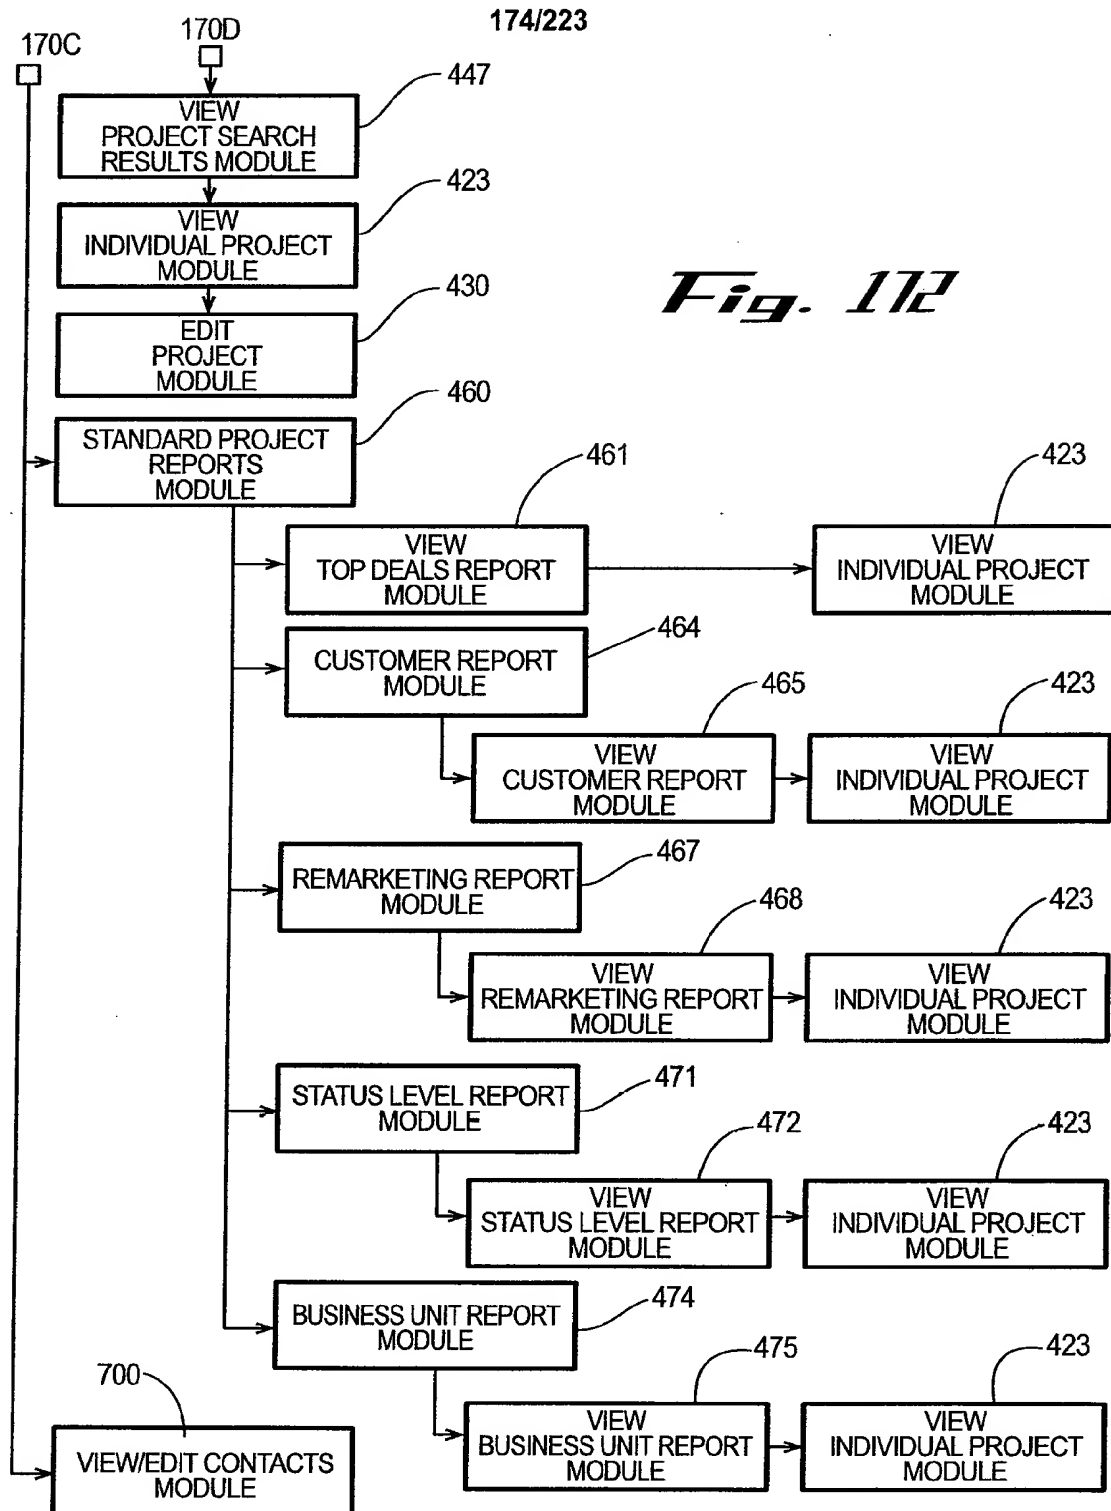 174/223
170C
170D
447
VIEW
PROJECT SEARCH
RESULTS MODULE
423
VIEW
INDIVIDUAL PROJECT
MODULE
Fig. 172
430
EDIT
PROJECT
MODULE
460
STANDARD PROJECT
REPORTS
MODULE
461
VIEW
TOP DEALS REPORT
MODULE
423
VIEW
INDIVIDUAL PROJECT
MODULE
464
CUSTOMER REPORT
MODULE
465
VIEW
CUSTOMER REPORT
MODULE
423
VIEW
INDIVIDUAL PROJECT
MODULE
467
REMARKETING REPORT
MODULE
468
VIEW
REMARKETING REPORT
MODULE
423
VIEW
INDIVIDUAL PROJECT
MODULE
471
STATUS LEVEL REPORT
MODULE
472
VIEW
STATUS LEVEL REPORT
MODULE
423
VIEW
INDIVIDUAL PROJECT
MODULE
474
BUSINESS UNIT REPORT
MODULE
475
VIEW
BUSINESS UNIT REPORT
MODULE
423
VIEW
INDIVIDUAL PROJECT
MODULE
700
VIEW/EDIT CONTACTS
MODULE